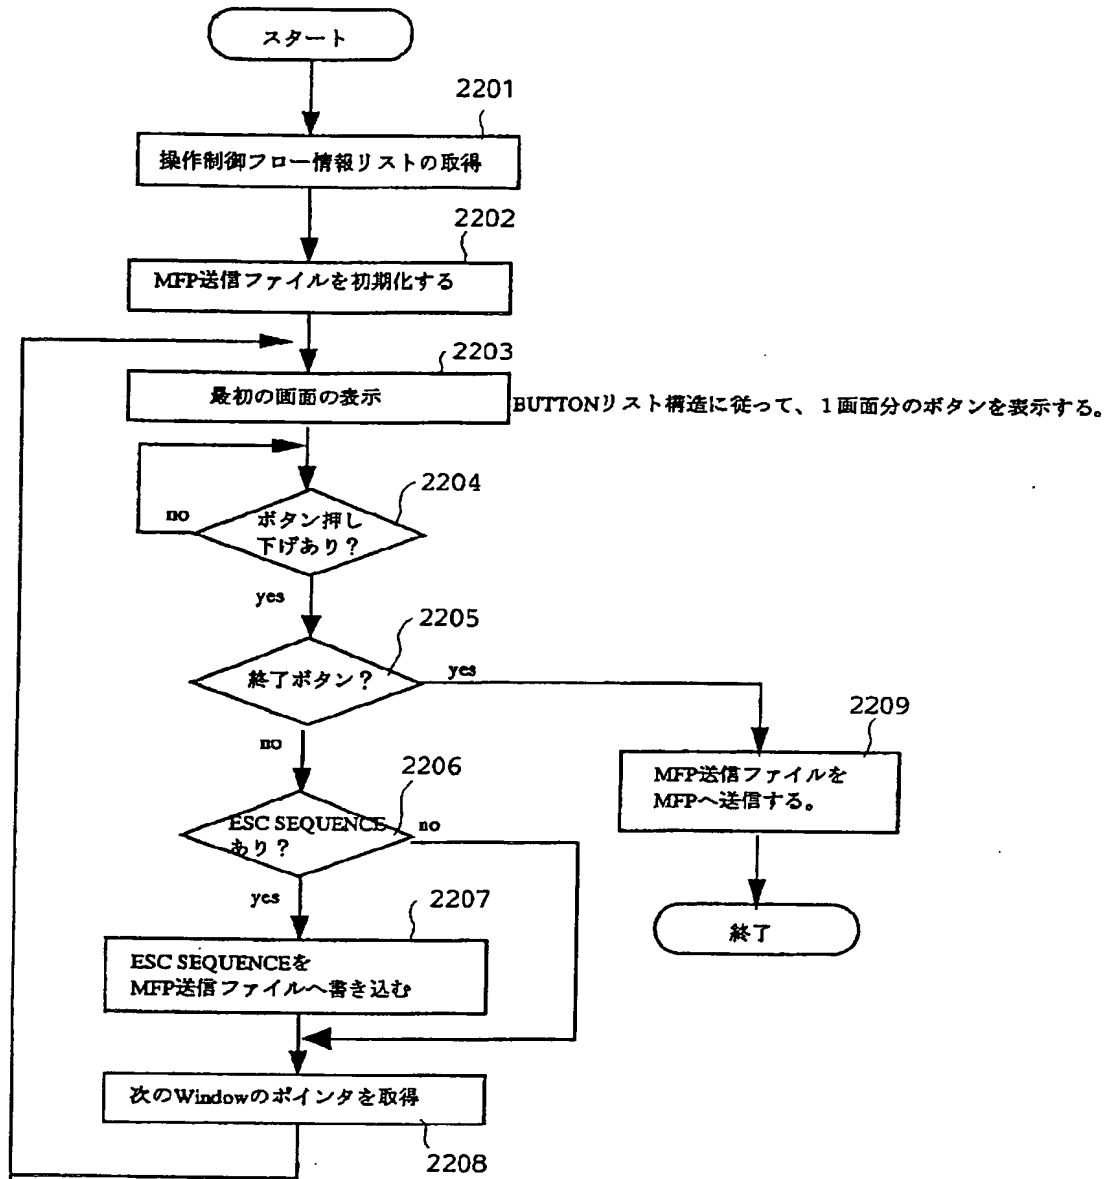 スタート
2201
操作制御フロー情報リストの取得
2202
MFP送信ファイルを初期化する
2203
最初の画面の表示
BUTTONリスト構造に従って、１画面分のボタンを表示する。
2204
no
ボタン押し
下げあり？
yes
2205
終了ボタン？
yes
no
2209
MFP送信ファイルを
MFPへ送信する。
2206
ESC SEQUENCE
あり？
no
yes
2207
終了
ESC SEQUENCEを
MFP送信ファイルへ書き込む
次のWindowのポインタを取得
2208